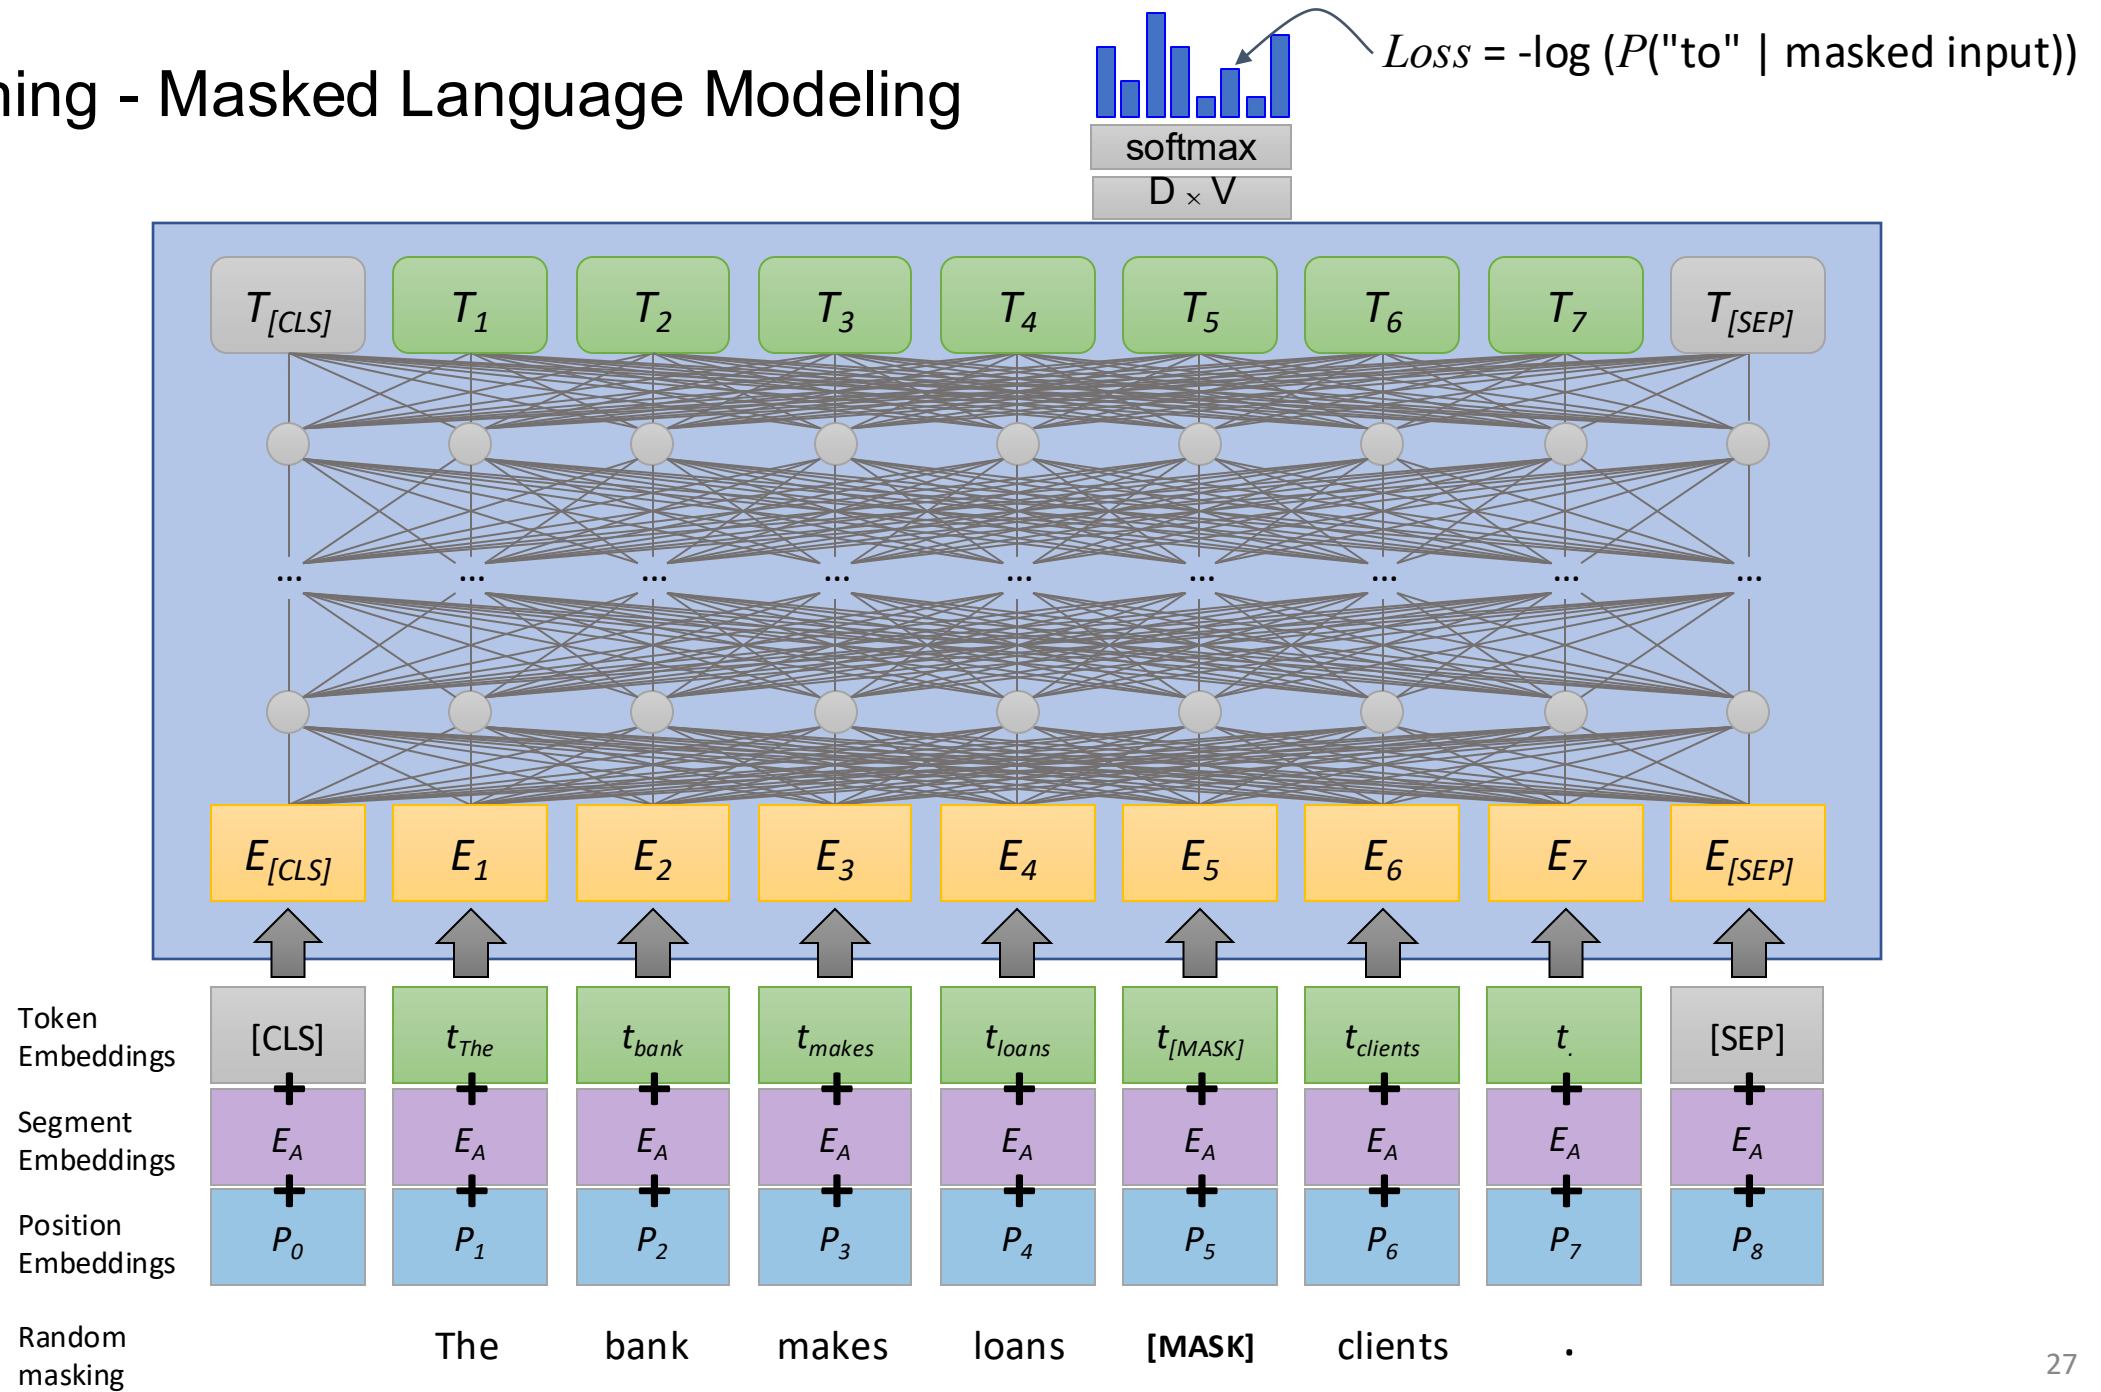 Loss = -log (P("to" | masked input))
ning - Masked Language Modeling
softmax
D × V
T[CLS] T1 T2 T3 T4 T5 T6 T7 T[SEP]
... ... ... ... ... ... ... ... ...
E[CLS] E1 E2 E3 E4 E5 E6 E7 E[SEP]
Token
Embeddings
[CLS] tThe tbank tmakes tloans t[MASK] tclients t. [SEP]
+ + + + + + + + +
Segment
Embeddings
EA EA EA EA EA EA EA EA EA
+ + + + + + + + +
Position
Embeddings
P0 P1 P2 P3 P4 P5 P6 P7 P8
Random
masking
The bank makes loans [MASK] clients .
27